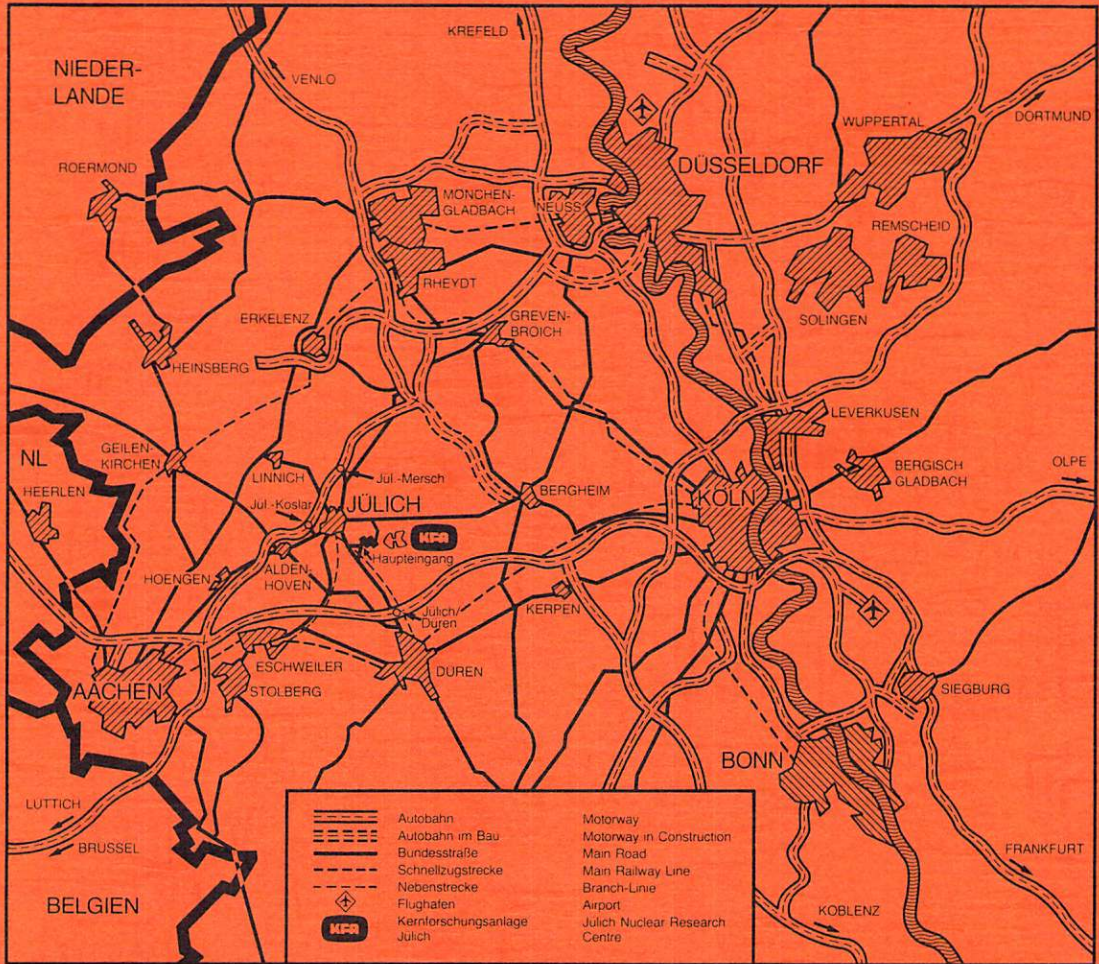 KREFELD
NIEDER-
LANDE
VENLO
DORTMUND
WUPPERTAL
DÜSSELDORF
ROERMOND
MÖNCHEN-
GLADBACH
NEUSS
REMSCHEID
RHEYDT
ERKELENZ
GREVEN-
BROICH
SOLINGEN
HEINSBERG
LEVERKUSEN
NL
GEILEN-
KIRCHEN
LINNICH
Jül.-Mersch
BERGHEIM
BERGISCH
GLADBACH
OLPE
HEERLEN
Jül.-Koslar
JÜLICH
KÖLN
KFA
Haupteingang
HOENGEN
ALDEN-
HOVEN
KERPEN
Jülich/
Düren
ESCHWEILER
DÜREN
AACHEN
STOLBERG
SIEGBURG
BONN
LÜTTICH
BRÜSSEL
BELGIEN
FRANKFURT
KOBLENZ
Autobahn Motorway
Autobahn im Bau Motorway in Construction
Bundesstraße Main Road
Schnellzugstrecke Main Railway Line
Nebenstrecke Branch-Linie
Flughafen Airport
KFA Kernforschungsanlage Jülich Nuclear Research
Jülich Centre